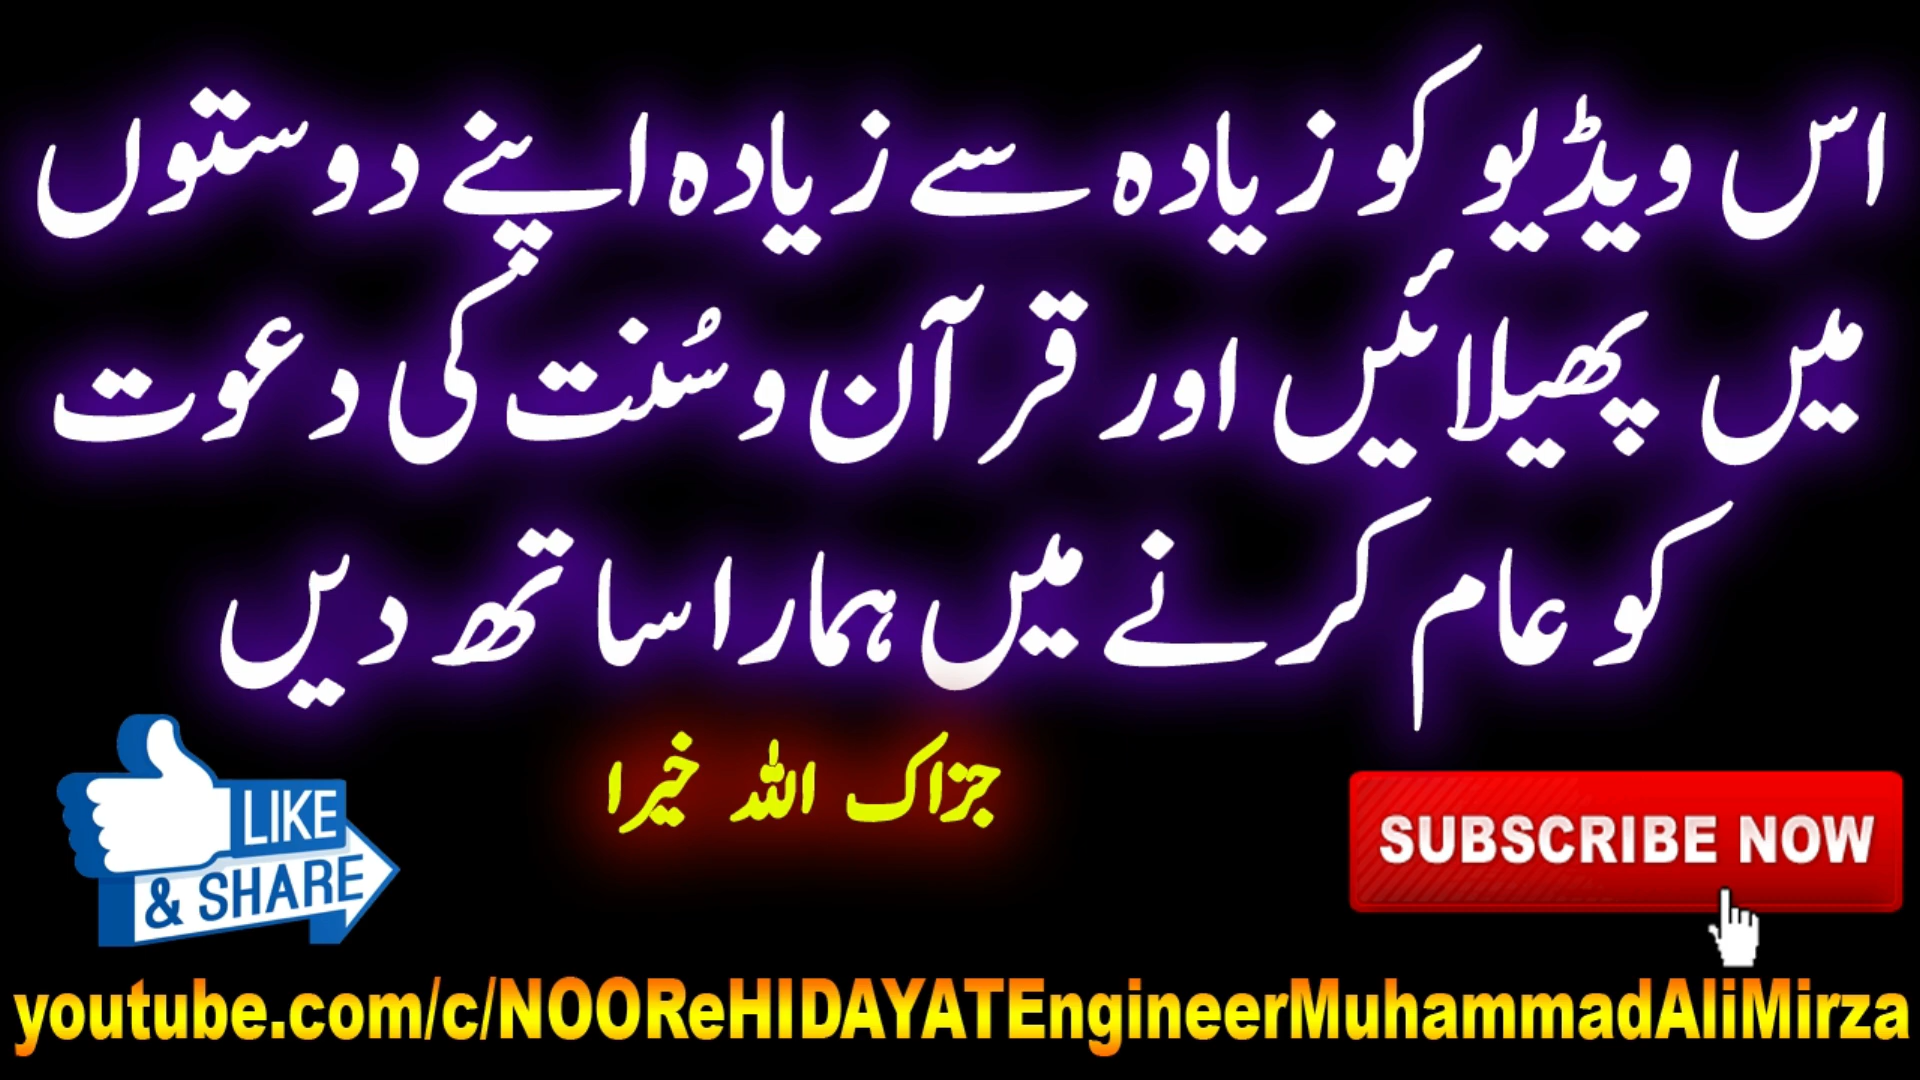 اس ویڈیو کو زیادہ سے زیادہ اپنے دوستوں
میں پھیلائیں اور قرآن و سُنت کی دعوت
کو عام کرنے میں ہمارا ساتھ دیں
جزاک اللہ خیرا
LIKE
& SHARE
SUBSCRIBE NOW
youtube.com/c/NOOReHIDAYATEngineerMuhammadAliMirza